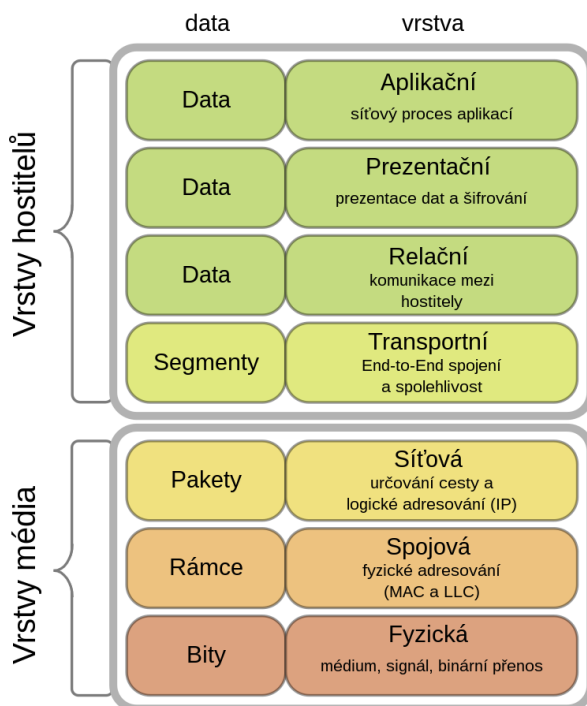 data
vrstva
Vrstvy hostitelů
Data
Aplikační
síťový proces aplikací
Data
Prezentační
prezentace dat a šifrování
Data
Relační
komunikace mezi
hostitely
Segmenty
Transportní
End-to-End spojení
a spolehlivost
Vrstvy média
Pakety
Síťová
určování cesty a
logické adresování (IP)
Rámce
Spojová
fyzické adresování
(MAC a LLC)
Bity
Fyzická
médium, signál, binární přenos